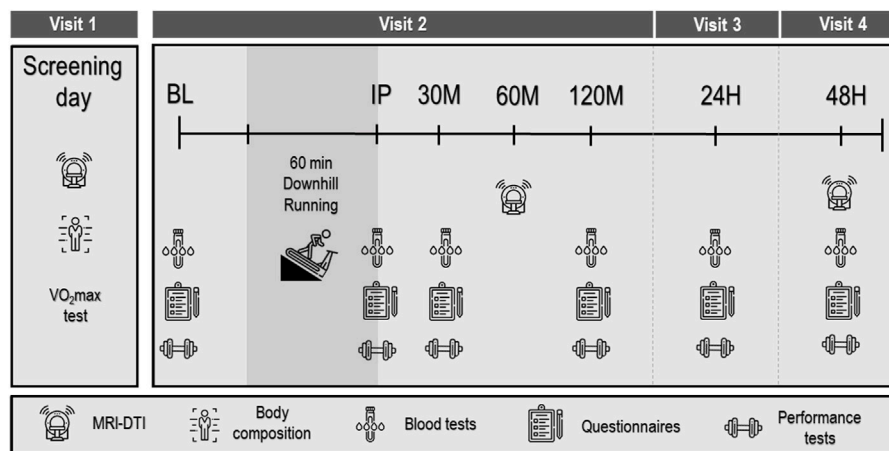 Visit 1
Visit 2
Visit 3
Visit 4
Screening
day
VO₂max
test
BL
IP
30M
60M
120M
24H
48H
60 min
Downhill
Running
MRI-DTI
Body
composition
Blood tests
Questionnaires
Performance
tests